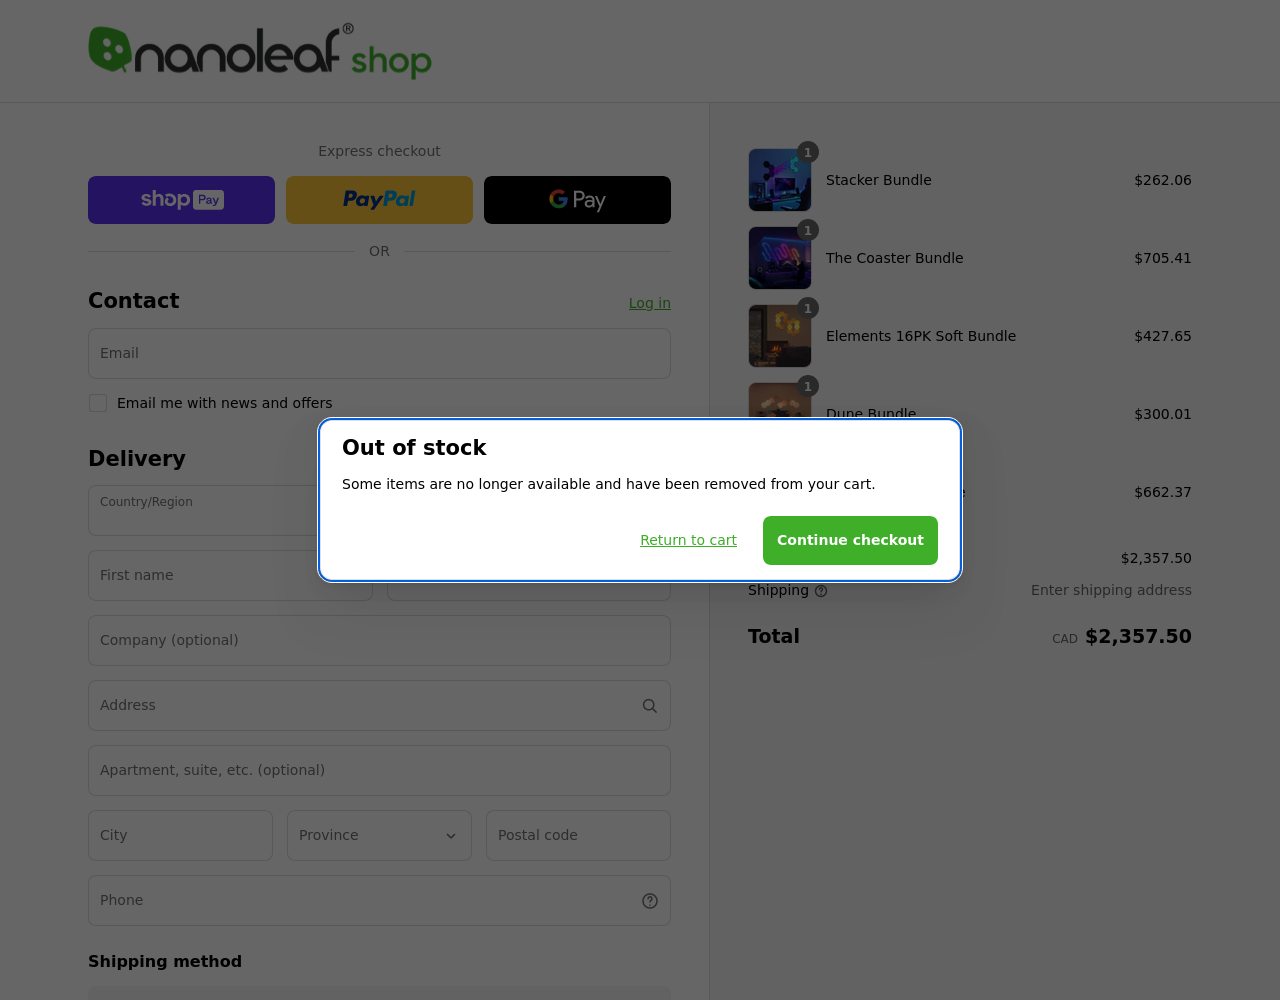 nanoleaf® shop
Express checkout
shop Pay
PayPal
G Pay
OR
Contact
Log in
Email
Email me with news and offers
Delivery
Country/Region
First name
Company (optional)
Address
Apartment, suite, etc. (optional)
City
Province
Postal code
Phone
Shipping method
1
Stacker Bundle
$262.06
1
The Coaster Bundle
$705.41
1
Elements 16PK Soft Bundle
$427.65
1
Dune Bundle
$300.01
$662.37
$2,357.50
Shipping
Enter shipping address
Total
CAD $2,357.50
Out of stock
Some items are no longer available and have been removed from your cart.
Return to cart
Continue checkout